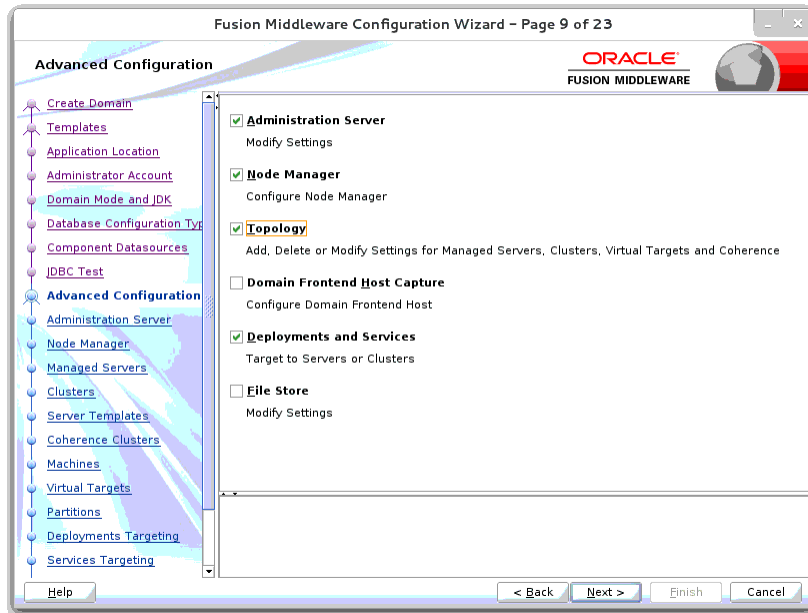 Fusion Middleware Configuration Wizard – Page 9 of 23
Advanced Configuration
ORACLE
FUSION MIDDLEWARE
Create Domain
Templates
Application Location
Administrator Account
Domain Mode and JDK
Database Configuration Typ
Component Datasources
JDBC Test
Advanced Configuration
Administration Server
Node Manager
Managed Servers
Clusters
Server Templates
Coherence Clusters
Machines
Virtual Targets
Partitions
Deployments Targeting
Services Targeting
Administration Server
Modify Settings
Node Manager
Configure Node Manager
Topology
Add, Delete or Modify Settings for Managed Servers, Clusters, Virtual Targets and Coherence
Domain Frontend Host Capture
Configure Domain Frontend Host
Deployments and Services
Target to Servers or Clusters
File Store
Modify Settings
Help
< Back
Next >
Finish
Cancel